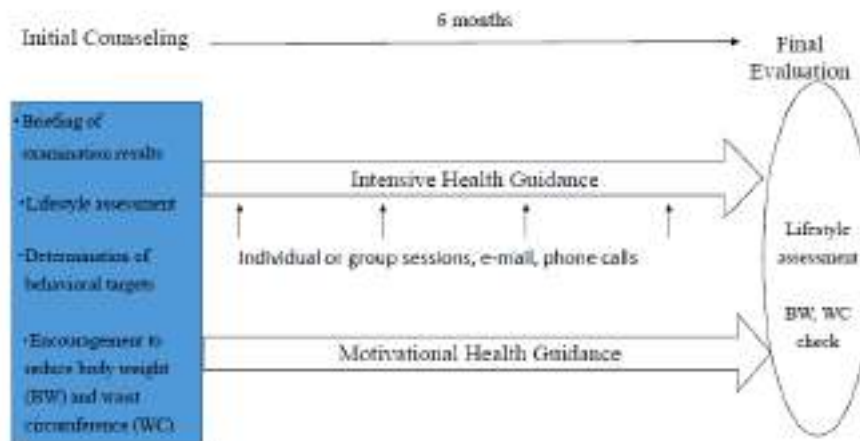 6 months
Initial Counseling
Final
Evaluation
•Briefing of
examination results
•Lifestyle assessment
•Determination of
behavioral targets
•Encouragement to
reduce body weight
(BW) and waist
circumference (WC)
Intensive Health Guidance
Individual or group sessions, e-mail, phone calls
Motivational Health Guidance
Lifestyle
assessment
BW, WC
check